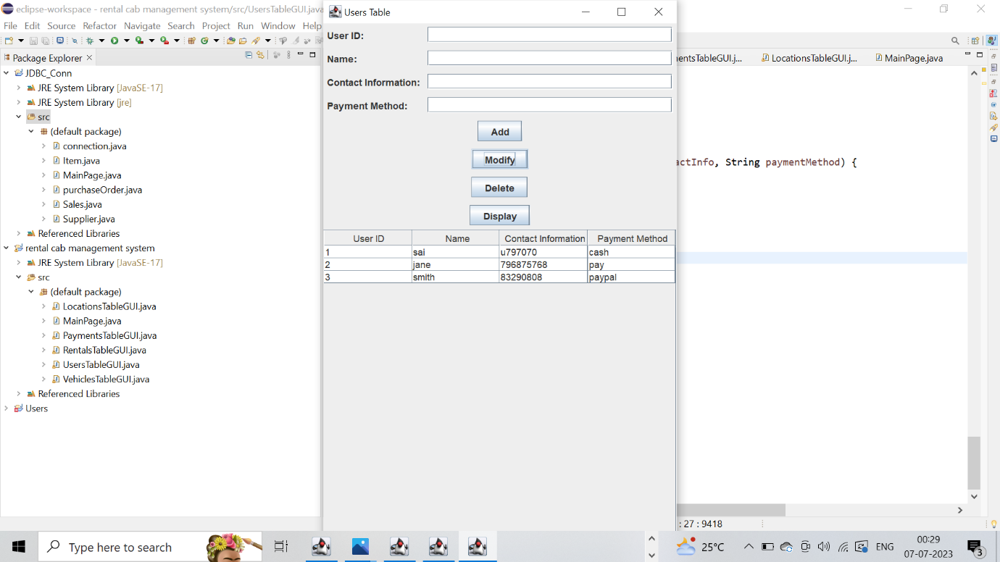 eclipse-workspace - rental cab management system/src/UsersTableGUI.java
File Edit Source Refactor Navigate Search Project Run Window Help
Package Explorer
JDBC_Conn
JRE System Library [JavaSE-17]
JRE System Library [jre]
src
(default package)
connection.java
Item.java
MainPage.java
purchaseOrder.java
Sales.java
Supplier.java
Referenced Libraries
rental cab management system
JRE System Library [JavaSE-17]
src
(default package)
LocationsTableGUI.java
MainPage.java
PaymentsTableGUI.java
RentalsTableGUI.java
UsersTableGUI.java
VehiclesTableGUI.java
Referenced Libraries
Users
Users Table
User ID:
Name:
Contact Information:
Payment Method:
Add
Modify
Delete
Display
User ID Name Contact Information Payment Method
1 sai u797070 cash
2 jane 796875768 pay
3 smith 83290808 paypal
entsTableGUI.j... LocationsTableGUI.j... MainPage.java
actInfo, String paymentMethod) {
: 27 : 9418
Type here to search
25°C
ENG
00:29
07-07-2023
3